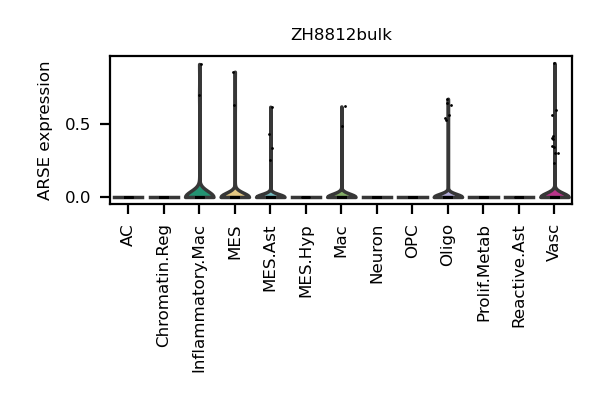 ZH8812bulk
ARSE expression
0.5
0.0
AC
Chromatin.Reg
Inflammatory.Mac
MES
MES.Ast
MES.Hyp
Mac
Neuron
OPC
Oligo
Prolif.Metab
Reactive.Ast
Vasc